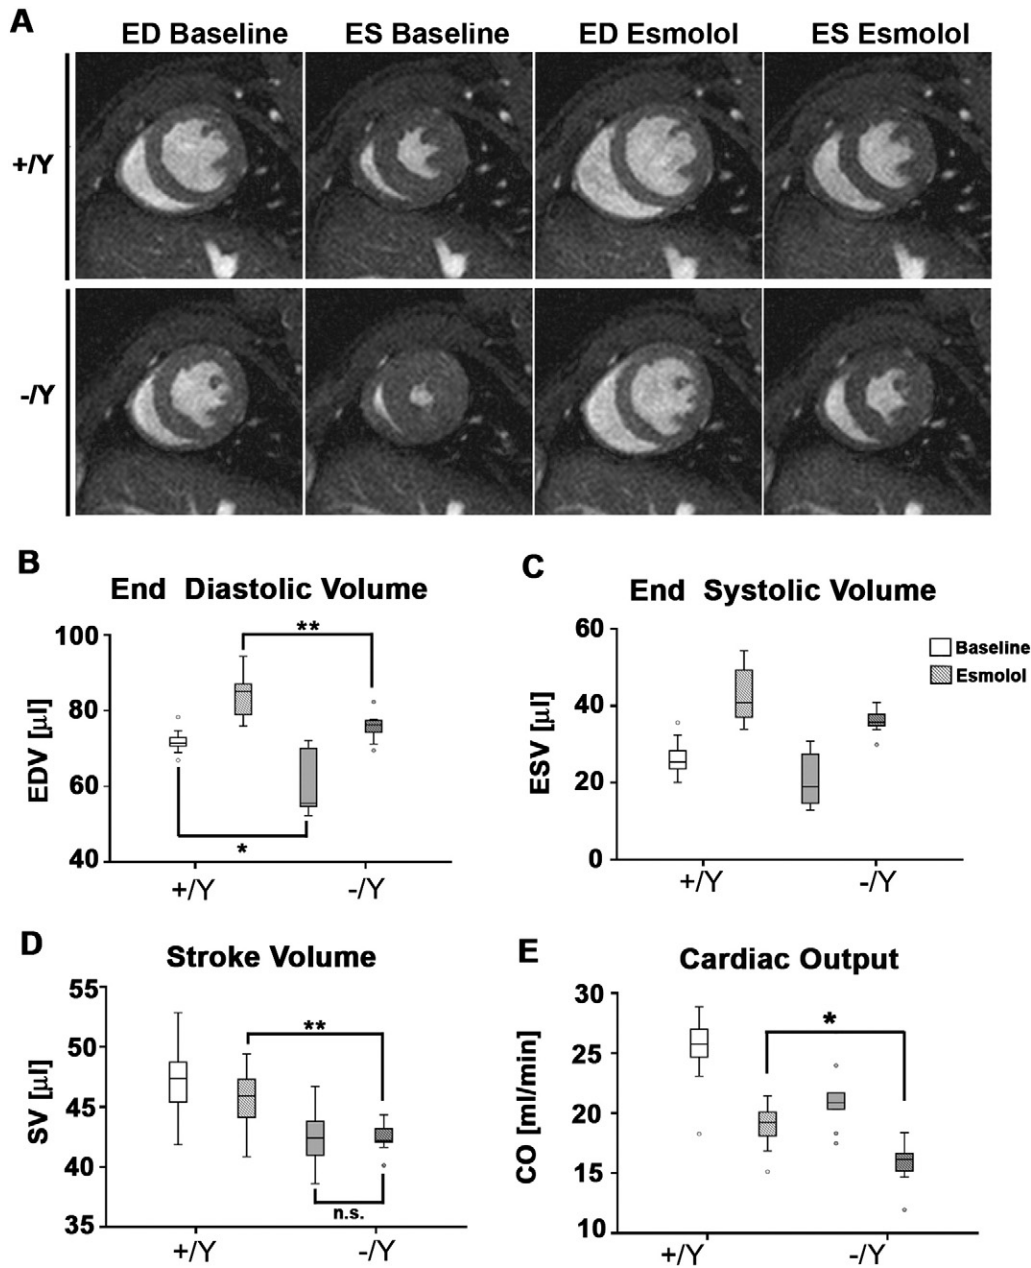 A
ED Baseline ES Baseline ED Esmolol ES Esmolol
+/Y
-/Y
B
End Diastolic Volume
EDV [µl]
100
80
60
40
**
*
+/Y -/Y
C
End Systolic Volume
ESV [µl]
60
40
20
0
Baseline
Esmolol
+/Y -/Y
D
Stroke Volume
SV [µl]
55
50
45
40
35
**
n.s.
+/Y -/Y
E
Cardiac Output
CO [ml/min]
30
25
20
15
10
*
+/Y -/Y